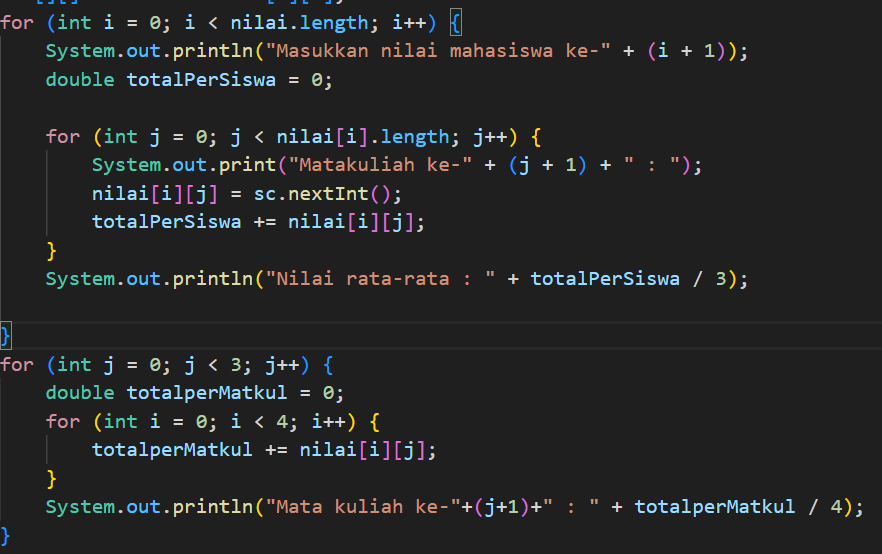 for (int i = 0; i < nilai.length; i++) {
    System.out.println("Masukkan nilai mahasiswa ke-" + (i + 1));
    double totalPerSiswa = 0;
    for (int j = 0; j < nilai[i].length; j++) {
        System.out.print("Matakuliah ke-" + (j + 1) + " : ");
        nilai[i][j] = sc.nextInt();
        totalPerSiswa += nilai[i][j];
    }
    System.out.println("Nilai rata-rata : " + totalPerSiswa / 3);
}
for (int j = 0; j < 3; j++) {
    double totalperMatkul = 0;
    for (int i = 0; i < 4; i++) {
        totalperMatkul += nilai[i][j];
    }
    System.out.println("Mata kuliah ke-"+(j+1)+" : " + totalperMatkul / 4);
}